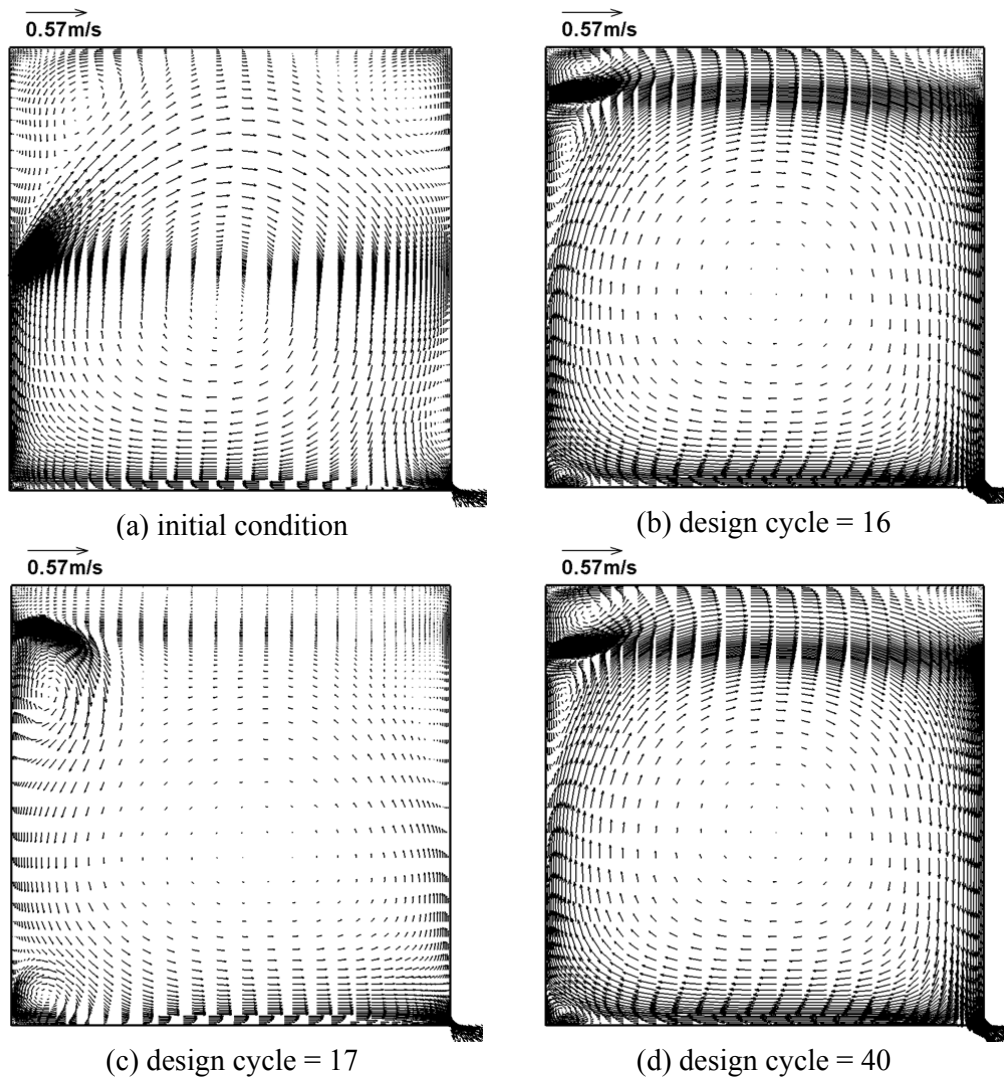 0.57m/s
0.57m/s
(a) initial condition
(b) design cycle = 16
0.57m/s
0.57m/s
(c) design cycle = 17
(d) design cycle = 40